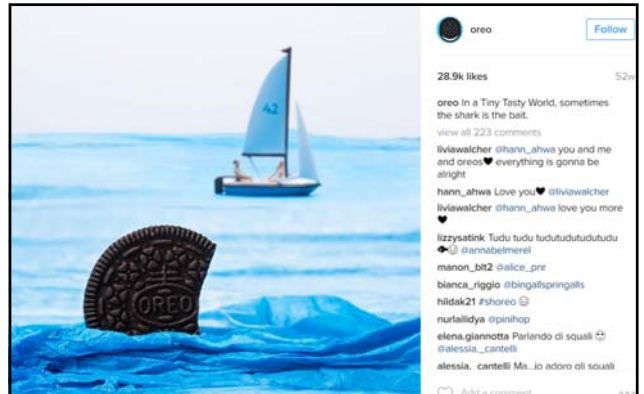 42
OREO
oreo
Follow
28.9k likes
52w
oreo In a Tiny Tasty World, sometimes
the shark is the bait.
view all 223 comments
liviawalcher @hann_ahwa you and me
and oreos🖤 everything is gonna be
alright
hann_ahwa Love you🖤 @liviawalcher
liviawalcher @hann_ahwa love you more
🖤
lizzysatink Tudu tudu tudutudutudutudu
@annabelmerel
manon_blt2 @alice_pnr
bianca_riggio @bingallspringalls
hildak21 #shoreo
nurlailidya @pinihop
elena.giannotta Parlando di squali
@alessia._cantelli
alessia._cantelli Ma...io adoro gli squali
Add a comment...